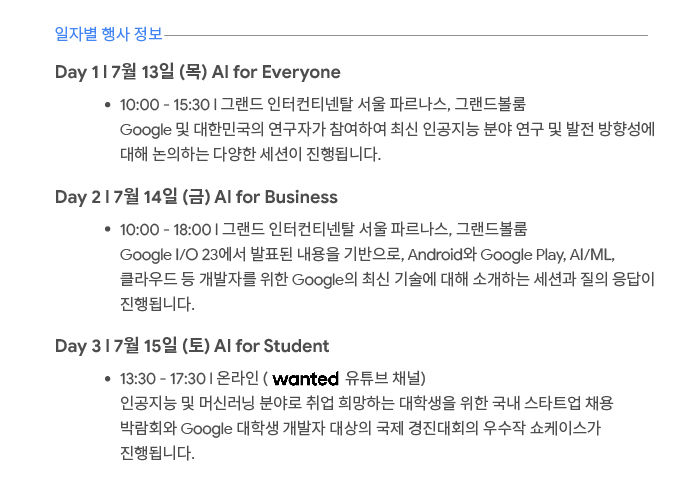 일자별 행사 정보
Day 1 | 7월 13일 (목) AI for Everyone
• 10:00 - 15:30 | 그랜드 인터컨티넨탈 서울 파르나스, 그랜드볼룸
Google 및 대한민국의 연구자가 참여하여 최신 인공지능 분야 연구 및 발전 방향성에
대해 논의하는 다양한 세션이 진행됩니다.
Day 2 | 7월 14일 (금) AI for Business
• 10:00 - 18:00 | 그랜드 인터컨티넨탈 서울 파르나스, 그랜드볼룸
Google I/O 23에서 발표된 내용을 기반으로, Android와 Google Play, AI/ML,
클라우드 등 개발자를 위한 Google의 최신 기술에 대해 소개하는 세션과 질의 응답이
진행됩니다.
Day 3 | 7월 15일 (토) AI for Student
• 13:30 - 17:30 | 온라인 ( wanted 유튜브 채널)
인공지능 및 머신러닝 분야로 취업 희망하는 대학생을 위한 국내 스타트업 채용
박람회와 Google 대학생 개발자 대상의 국제 경진대회의 우수작 쇼케이스가
진행됩니다.